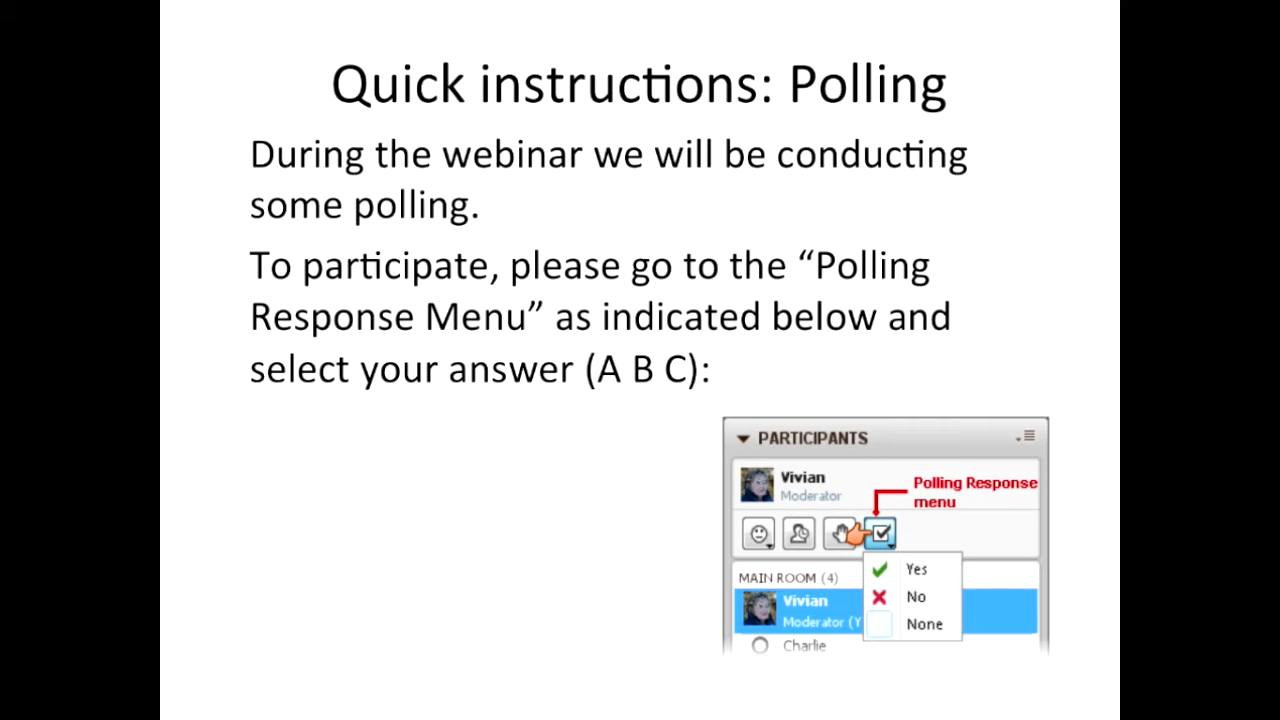 Quick instructions: Polling
During the webinar we will be conducting
some polling.
To participate, please go to the “Polling
Response Menu” as indicated below and
select your answer (A B C):
PARTICIPANTS
Vivian
Moderator
Polling Response
menu
MAIN ROOM (4)
Yes
No
None
Vivian
Moderator (Y
Charlie